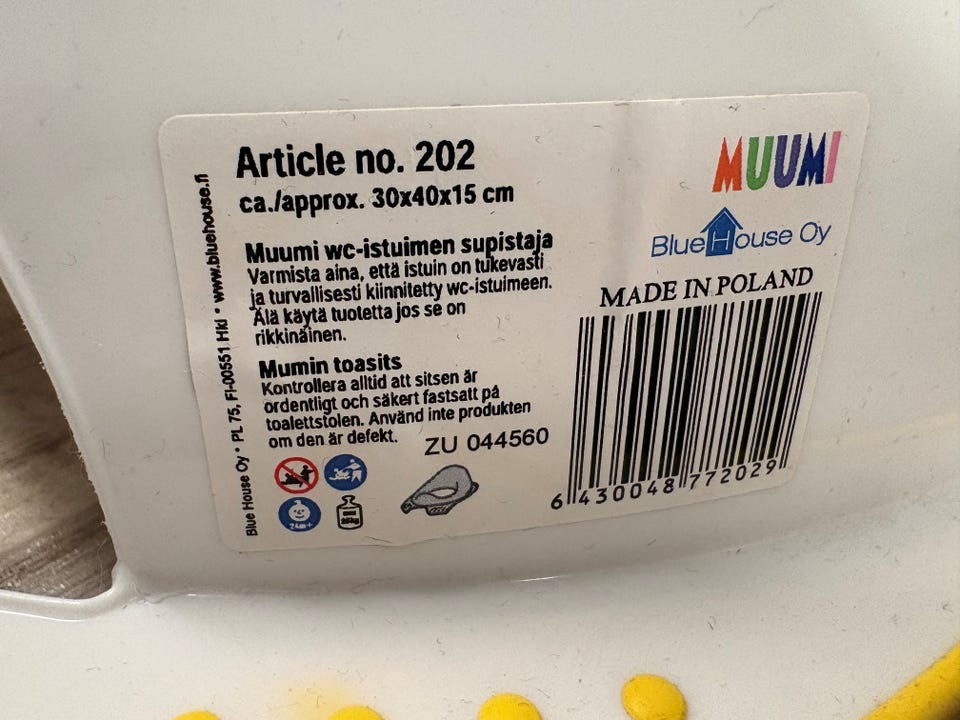 Article no. 202
ca./approx. 30x40x15 cm
Muumi wc-istuimen supistaja
Varmista aina, että istuin on tukevasti
ja turvallisesti kiinnitetty wc-istuimeen.
Älä käytä tuotetta jos se on
rikkinäinen.
Mumin toasits
Kontrollera alltid att sitsen är
ordentligt och säkert fastsatt på
toalettstolen. Använd inte produkten
om den är defekt.
ZU 044560
24m+
Blue House Oy • PL 75, FI-00551 Hki • www.bluehouse.fi
MUUMI
Blue House Oy
MADE IN POLAND
6 430048 772029